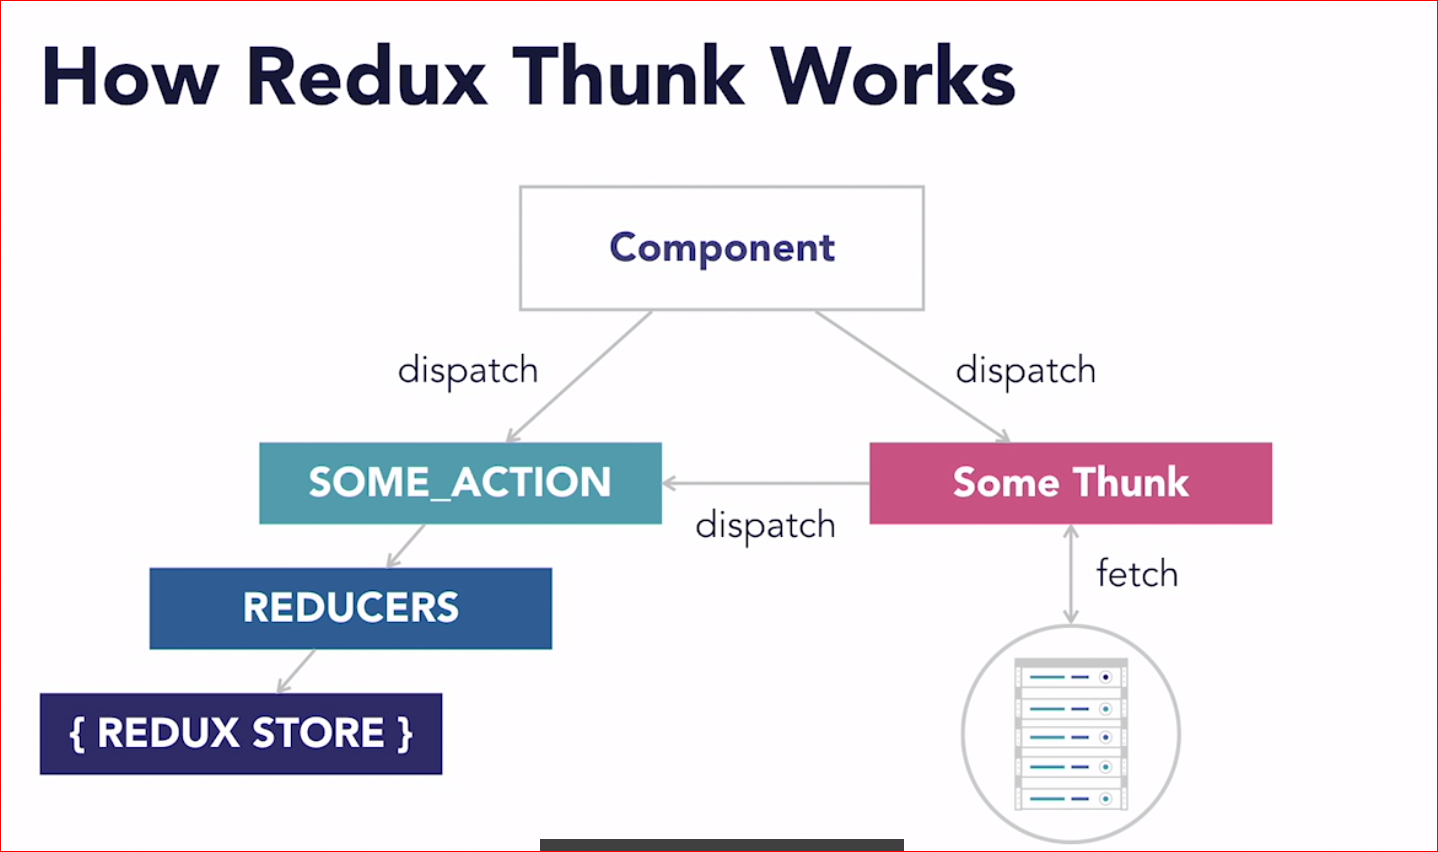 How Redux Thunk Works
Component
dispatch
dispatch
SOME_ACTION
Some Thunk
dispatch
fetch
REDUCERS
{ REDUX STORE }